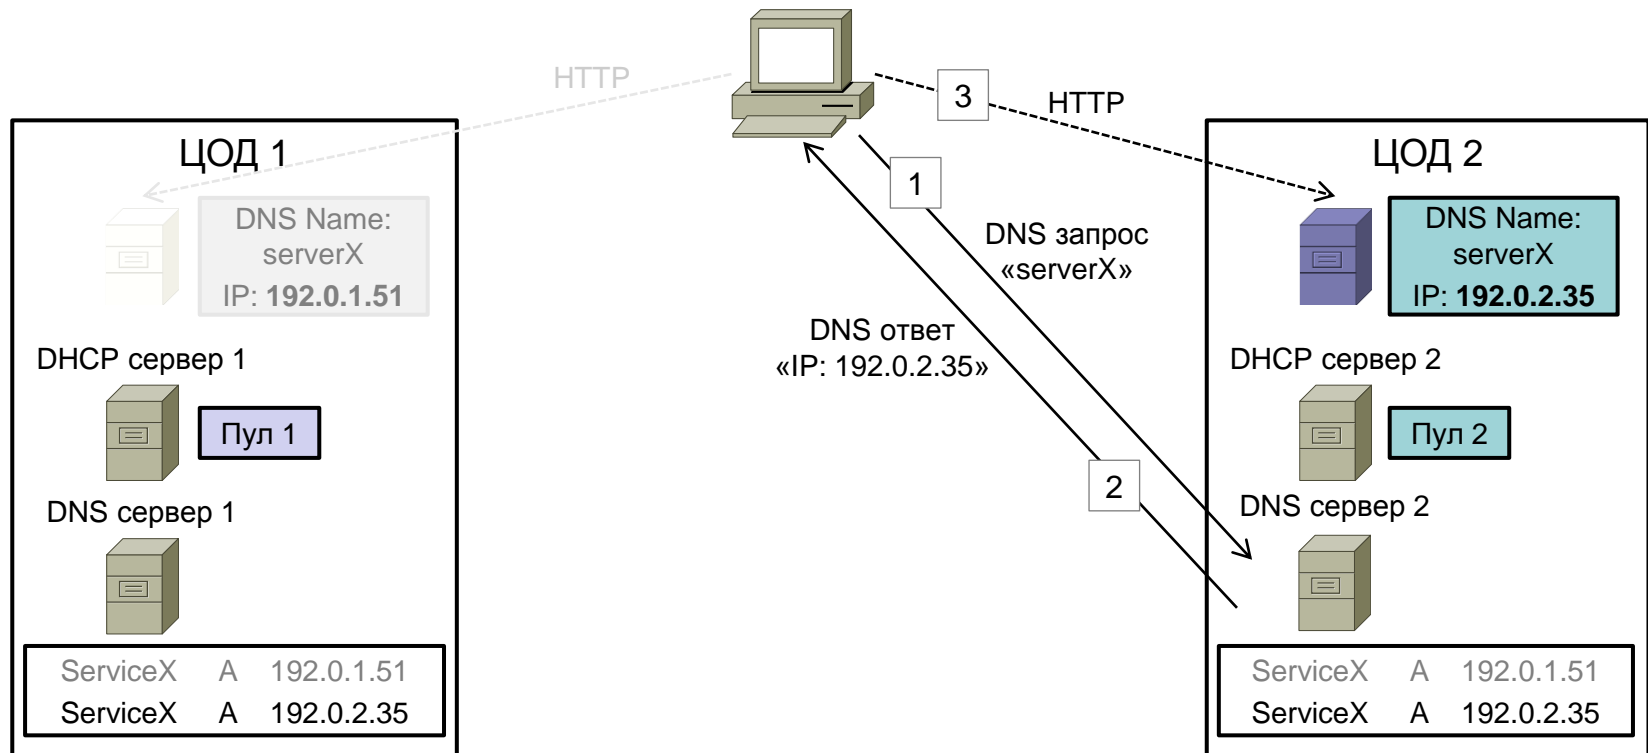 HTTP
3
HTTP
ЦОД 1
DNS Name:
serverX
IP: 192.0.1.51
DHCP сервер 1
Пул 1
DNS сервер 1
ServiceX A 192.0.1.51
ServiceX A 192.0.2.35
1
DNS запрос
«serverX»
DNS ответ
«IP: 192.0.2.35»
2
ЦОД 2
DNS Name:
serverX
IP: 192.0.2.35
DHCP сервер 2
Пул 2
DNS сервер 2
ServiceX A 192.0.1.51
ServiceX A 192.0.2.35